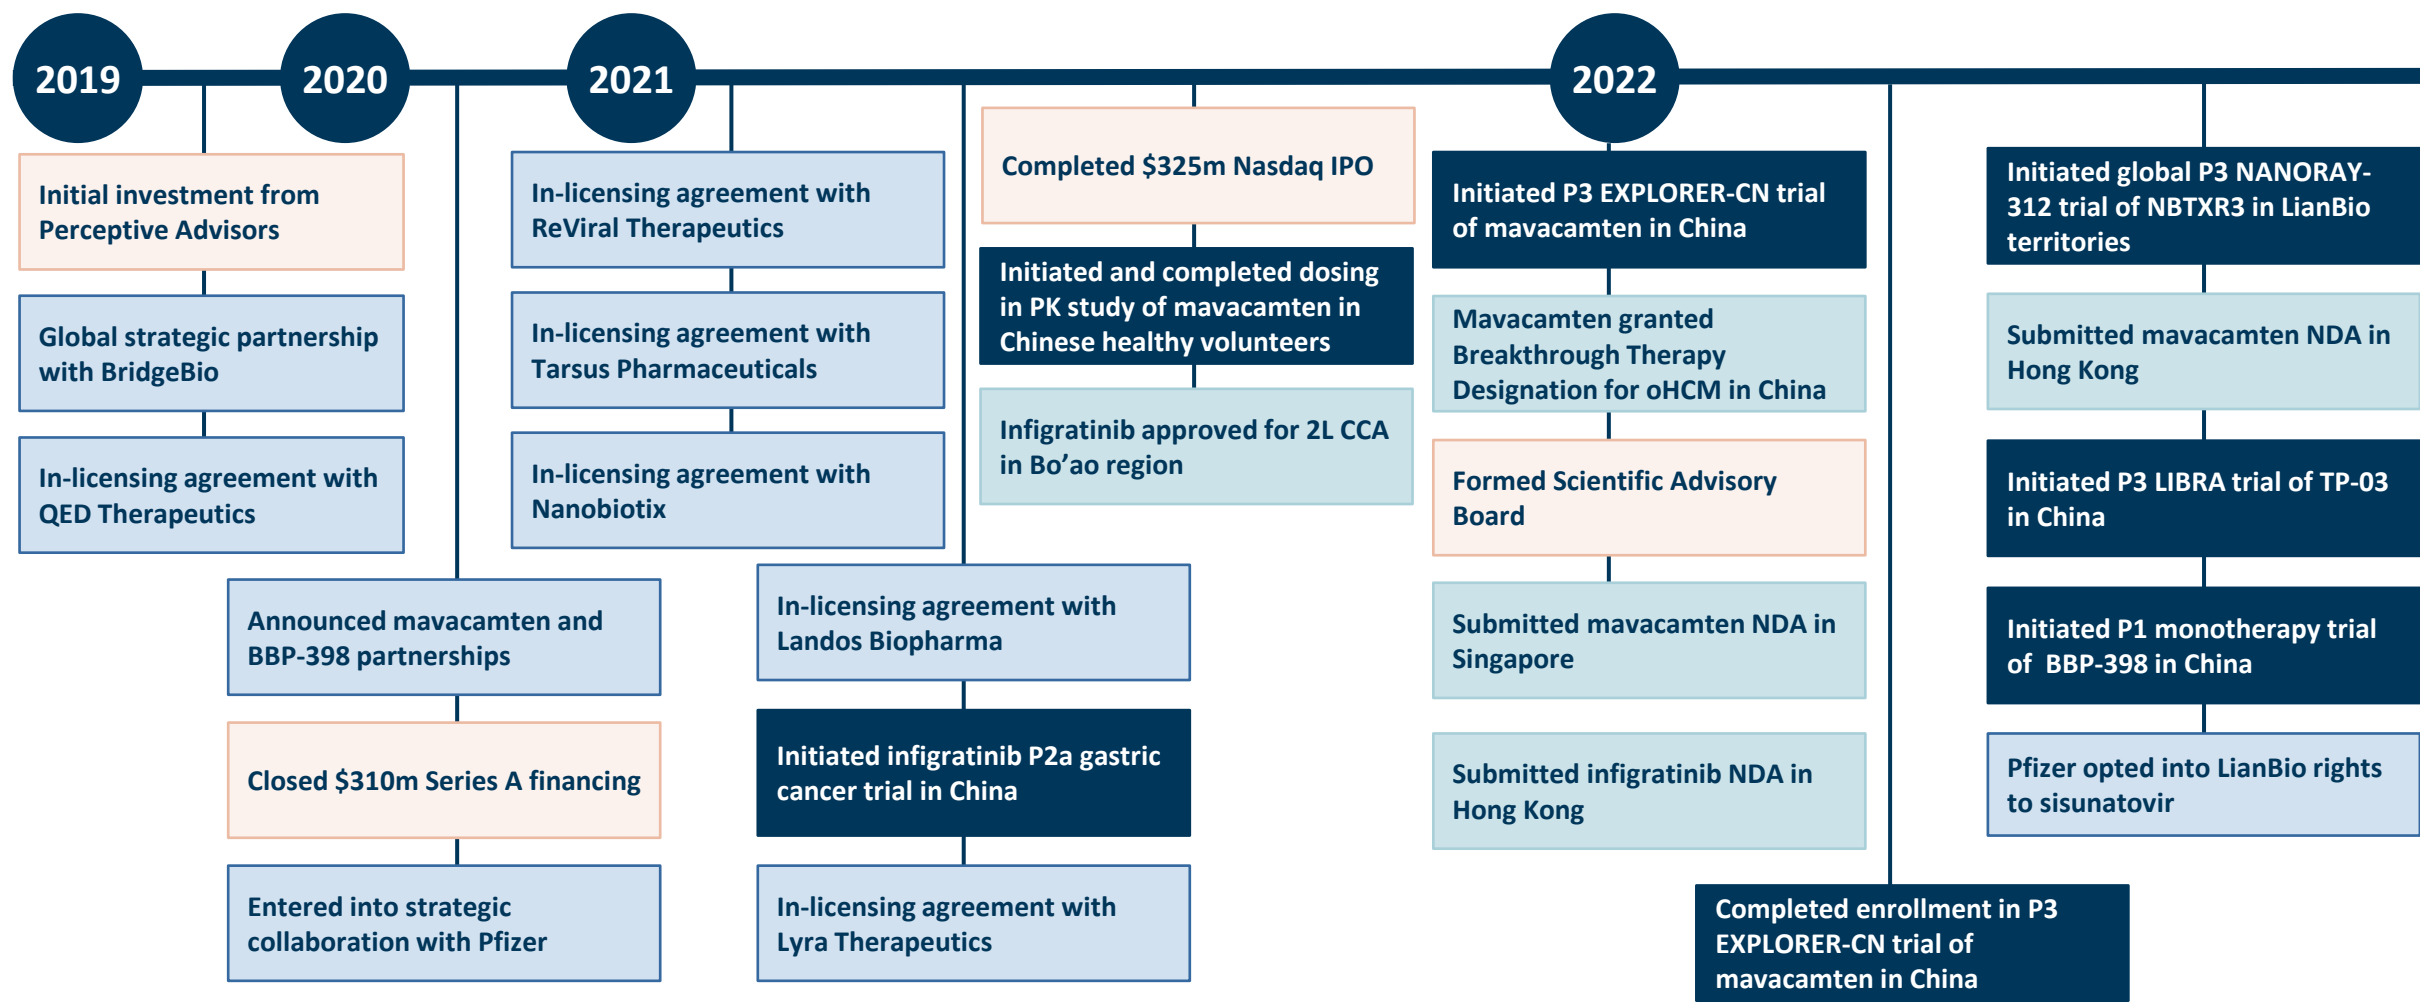 2019
2020
2021
2022
Initial investment from
Perceptive Advisors
Global strategic partnership
with BridgeBio
In-licensing agreement with
QED Therapeutics
Announced mavacamten and
BBP-398 partnerships
Closed $310m Series A financing
Entered into strategic
collaboration with Pfizer
In-licensing agreement with
ReViral Therapeutics
In-licensing agreement with
Tarsus Pharmaceuticals
In-licensing agreement with
Nanobiotix
In-licensing agreement with
Landos Biopharma
Initiated infigratinib P2a gastric
cancer trial in China
In-licensing agreement with
Lyra Therapeutics
Completed $325m Nasdaq IPO
Initiated and completed dosing
in PK study of mavacamten in
Chinese healthy volunteers
Infigratinib approved for 2L CCA
in Bo’ao region
Initiated P3 EXPLORER-CN trial
of mavacamten in China
Mavacamten granted
Breakthrough Therapy
Designation for oHCM in China
Formed Scientific Advisory
Board
Submitted mavacamten NDA in
Singapore
Submitted infigratinib NDA in
Hong Kong
Completed enrollment in P3
EXPLORER-CN trial of
mavacamten in China
Initiated global P3 NANORAY-
312 trial of NBTXR3 in LianBio
territories
Submitted mavacamten NDA in
Hong Kong
Initiated P3 LIBRA trial of TP-03
in China
Initiated P1 monotherapy trial
of  BBP-398 in China
Pfizer opted into LianBio rights
to sisunatovir